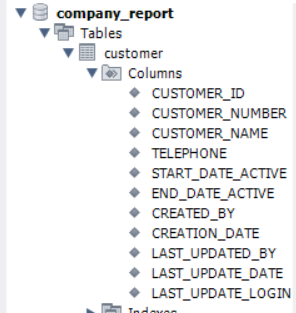 company_report
Tables
customer
Columns
CUSTOMER_ID
CUSTOMER_NUMBER
CUSTOMER_NAME
TELEPHONE
START_DATE_ACTIVE
END_DATE_ACTIVE
CREATED_BY
CREATION_DATE
LAST_UPDATED_BY
LAST_UPDATE_DATE
LAST_UPDATE_LOGIN
Indexes